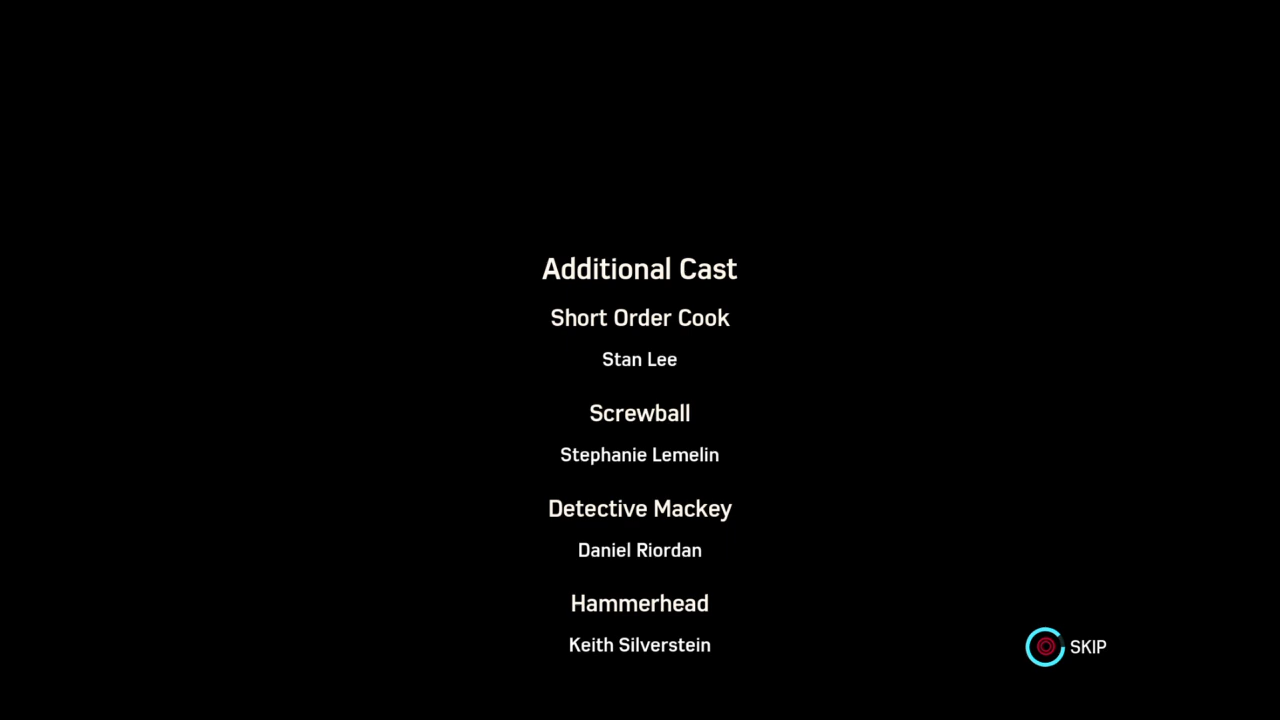 Additional Cast
Short Order Cook
Stan Lee
Screwball
Stephanie Lemelin
Detective Mackey
Daniel Riordan
Hammerhead
Keith Silverstein
SKIP